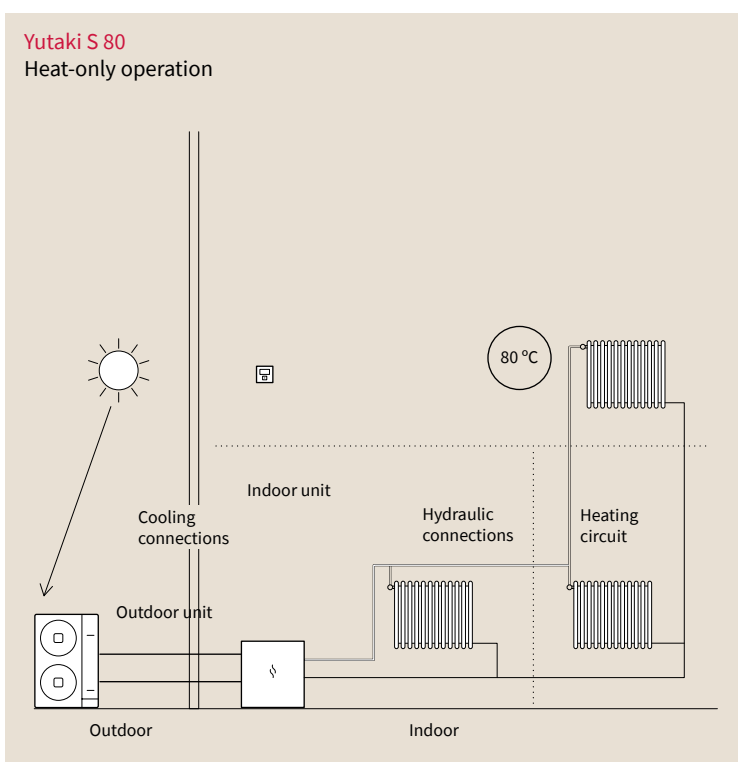 Yutaki S 80
Heat-only operation
80 ºC
Indoor unit
Cooling
connections
Hydraulic
connections
Heating
circuit
Outdoor unit
Outdoor
Indoor